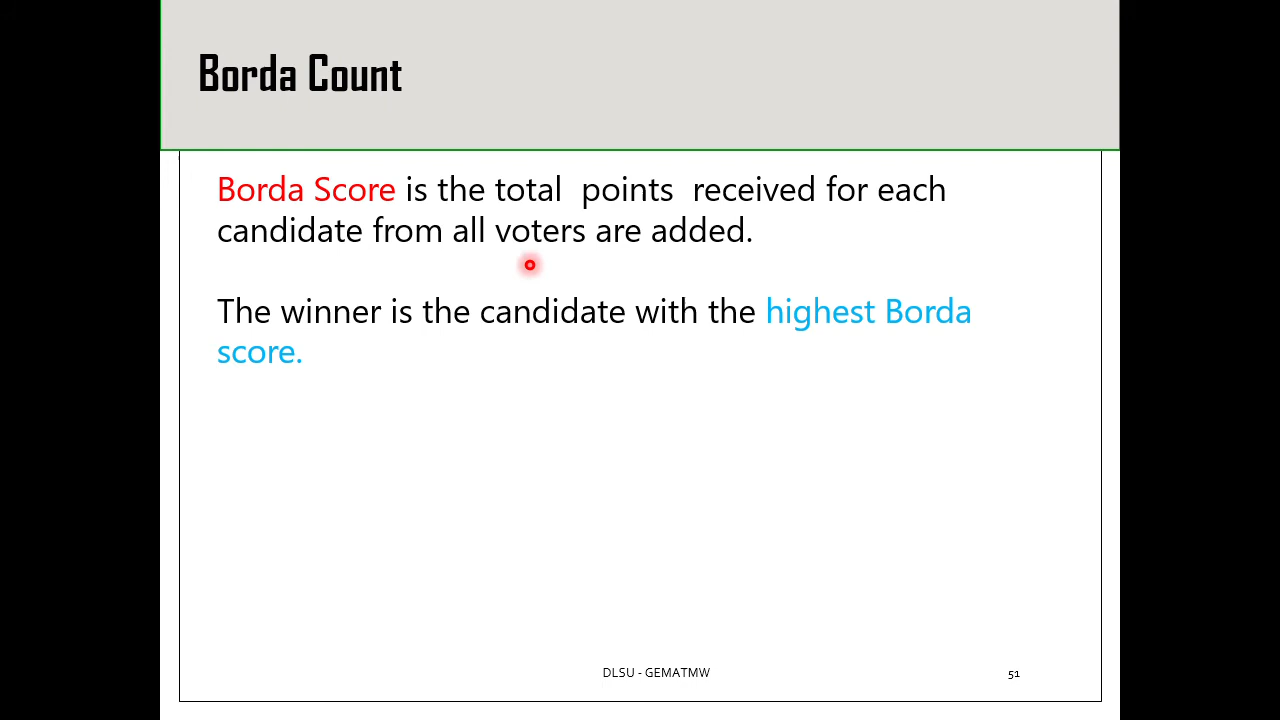 Borda Count
Borda Score is the total points received for each
candidate from all voters are added.
The winner is the candidate with the highest Borda
score.
DLSU - GEMATMW
51